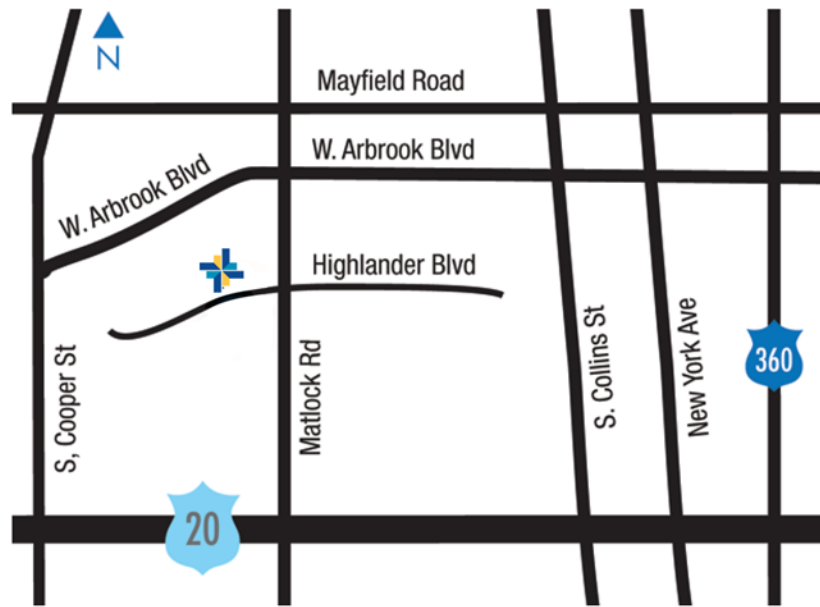 N
Mayfield Road
W. Arbrook Blvd
W. Arbrook Blvd
Highlander Blvd
S, Cooper St
Matlock Rd
S. Collins St
New York Ave
360
20